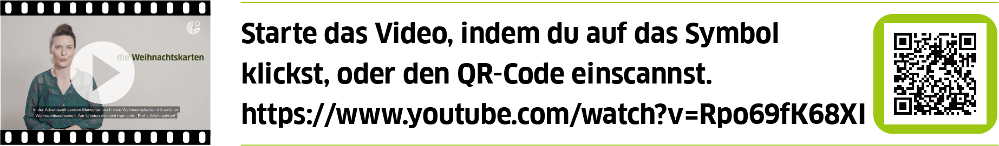 die Weihnachtskarten
In der Adventszeit senden Menschen auch viele Weihnachtskarten mit schönen
Weihnachtswünschen. Am liebsten wünscht man sich: „Frohe Weihnachten!“
Starte das Video, indem du auf das Symbol
klickst, oder den QR-Code einscannst.
https://www.youtube.com/watch?v=Rpo69fK68XI